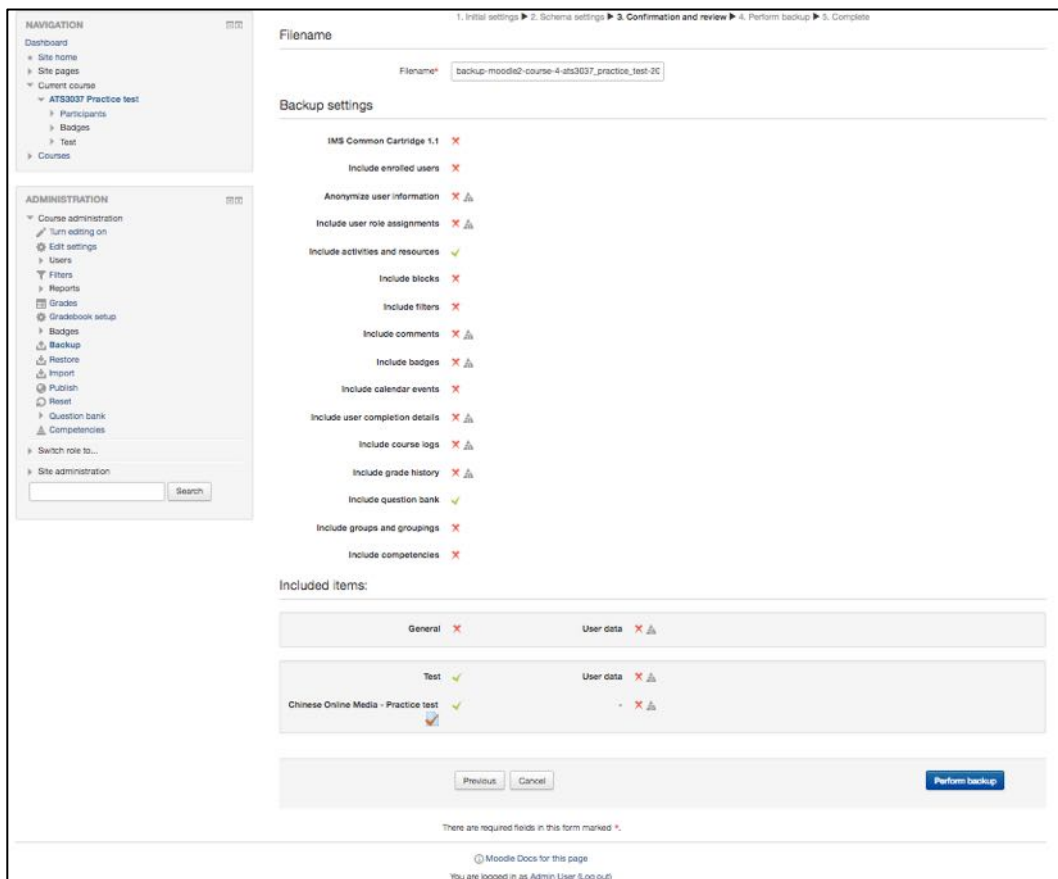 NAVIGATION
Dashboard
Site home
Site pages
Current course
ATS3037 Practice test
Participants
Badges
Test
Courses
ADMINISTRATION
Course administration
Turn editing on
Edit settings
Users
Filters
Reports
Grades
Gradebook setup
Badges
Backup
Restore
Import
Publish
Reset
Question bank
Competencies
Switch role to...
Site administration
Search
1. Initial settings ▶ 2. Schema settings ▶ 3. Confirmation and review ▶ 4. Perform backup ▶ 5. Complete
Filename
Filename* backup-moodle2-course-4-ats3037_practice_test-20
Backup settings
IMS Common Cartridge 1.1
Include enrolled users
Anonymize user information
Include user role assignments
Include activities and resources
Include blocks
Include filters
Include comments
Include badges
Include calendar events
Include user completion details
Include course logs
Include grade history
Include question bank
Include groups and groupings
Include competencies
Included items:
General User data
Test User data
Chinese Online Media - Practice test -
Previous Cancel Perform backup
There are required fields in this form marked *.
Moodle Docs for this page
You are logged in as Admin User (Log out)